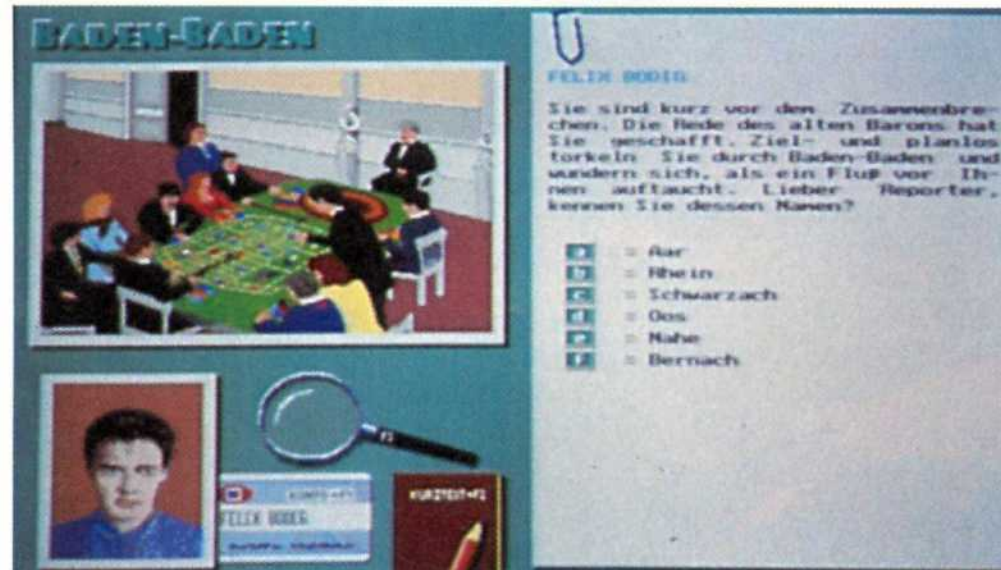 BADEN-BADEN
FELIX BODIG
Sie sind kurz vor dem Zusammenbre-
chen. Die Rede des alten Barons hat
Sie geschafft. Ziel- und planlos
torkeln Sie durch Baden-Baden und
wundern sich, als ein Fluß vor Ih-
nen auftaucht. Lieber Reporter,
kennen Sie dessen Namen?
a = Aar
b = Rhein
c = Schwarzach
d = Oos
e = Nahe
f = Bernach
FELIX BODIG
KURZTEXT=F2